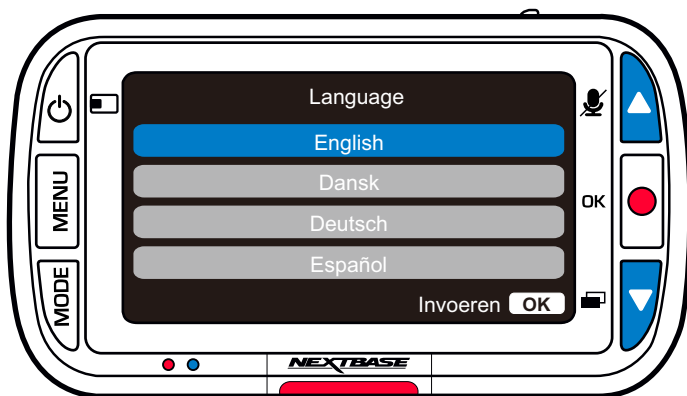 Language
English
Dansk
Deutsch
Español
Invoeren OK
MENU
MODE
OK
NEXTBASE